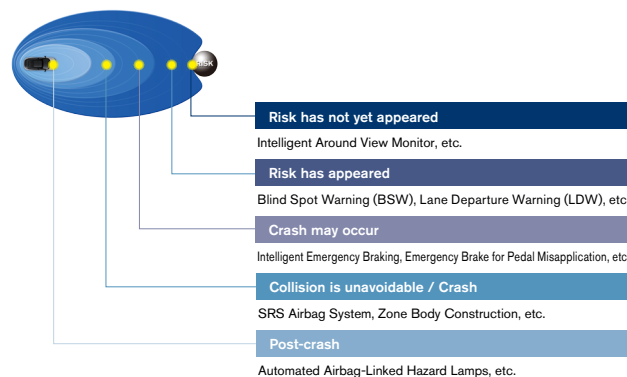 RISK
Risk has not yet appeared
Intelligent Around View Monitor, etc.
Risk has appeared
Blind Spot Warning (BSW), Lane Departure Warning (LDW), etc
Crash may occur
Intelligent Emergency Braking, Emergency Brake for Pedal Misapplication, etc
Collision is unavoidable / Crash
SRS Airbag System, Zone Body Construction, etc.
Post-crash
Automated Airbag-Linked Hazard Lamps, etc.